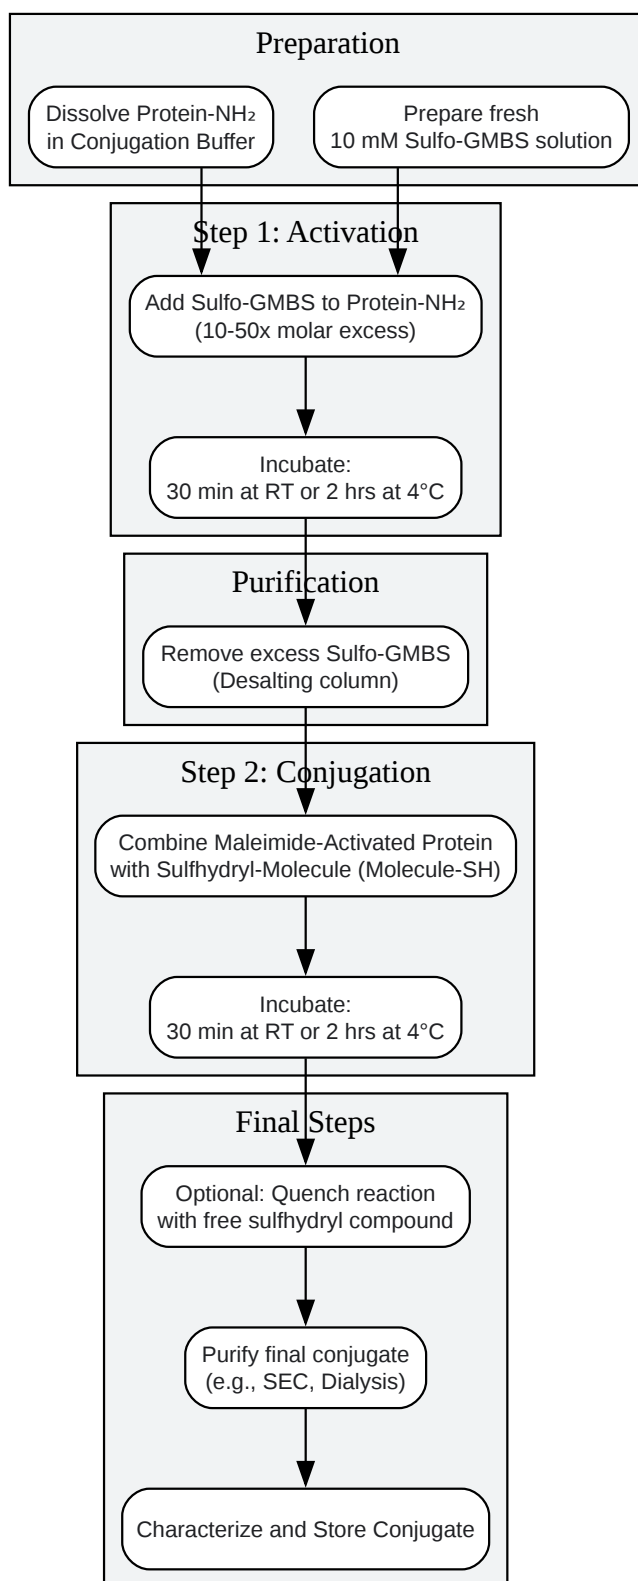 Preparation
Dissolve Protein-NH₂
in Conjugation Buffer
Prepare fresh
10 mM Sulfo-GMBS solution
Step 1: Activation
Add Sulfo-GMBS to Protein-NH₂
(10-50x molar excess)
Incubate:
30 min at RT or 2 hrs at 4°C
Purification
Remove excess Sulfo-GMBS
(Desalting column)
Step 2: Conjugation
Combine Maleimide-Activated Protein
with Sulfhydryl-Molecule (Molecule-SH)
Incubate:
30 min at RT or 2 hrs at 4°C
Final Steps
Optional: Quench reaction
with free sulfhydryl compound
Purify final conjugate
(e.g., SEC, Dialysis)
Characterize and Store Conjugate